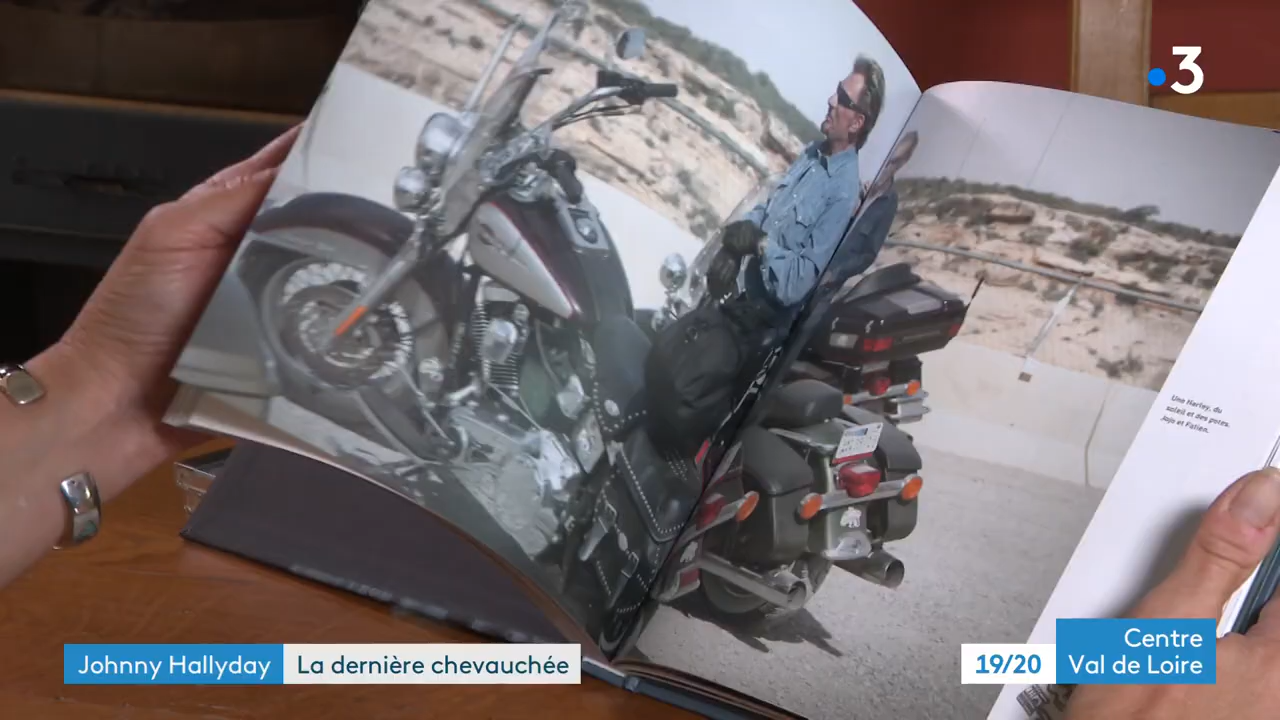 3
Une Harley, du
soleil et des potes.
Jojo et Fabien.
Johnny Hallyday La dernière chevauchée
19/20 Centre
Val de Loire